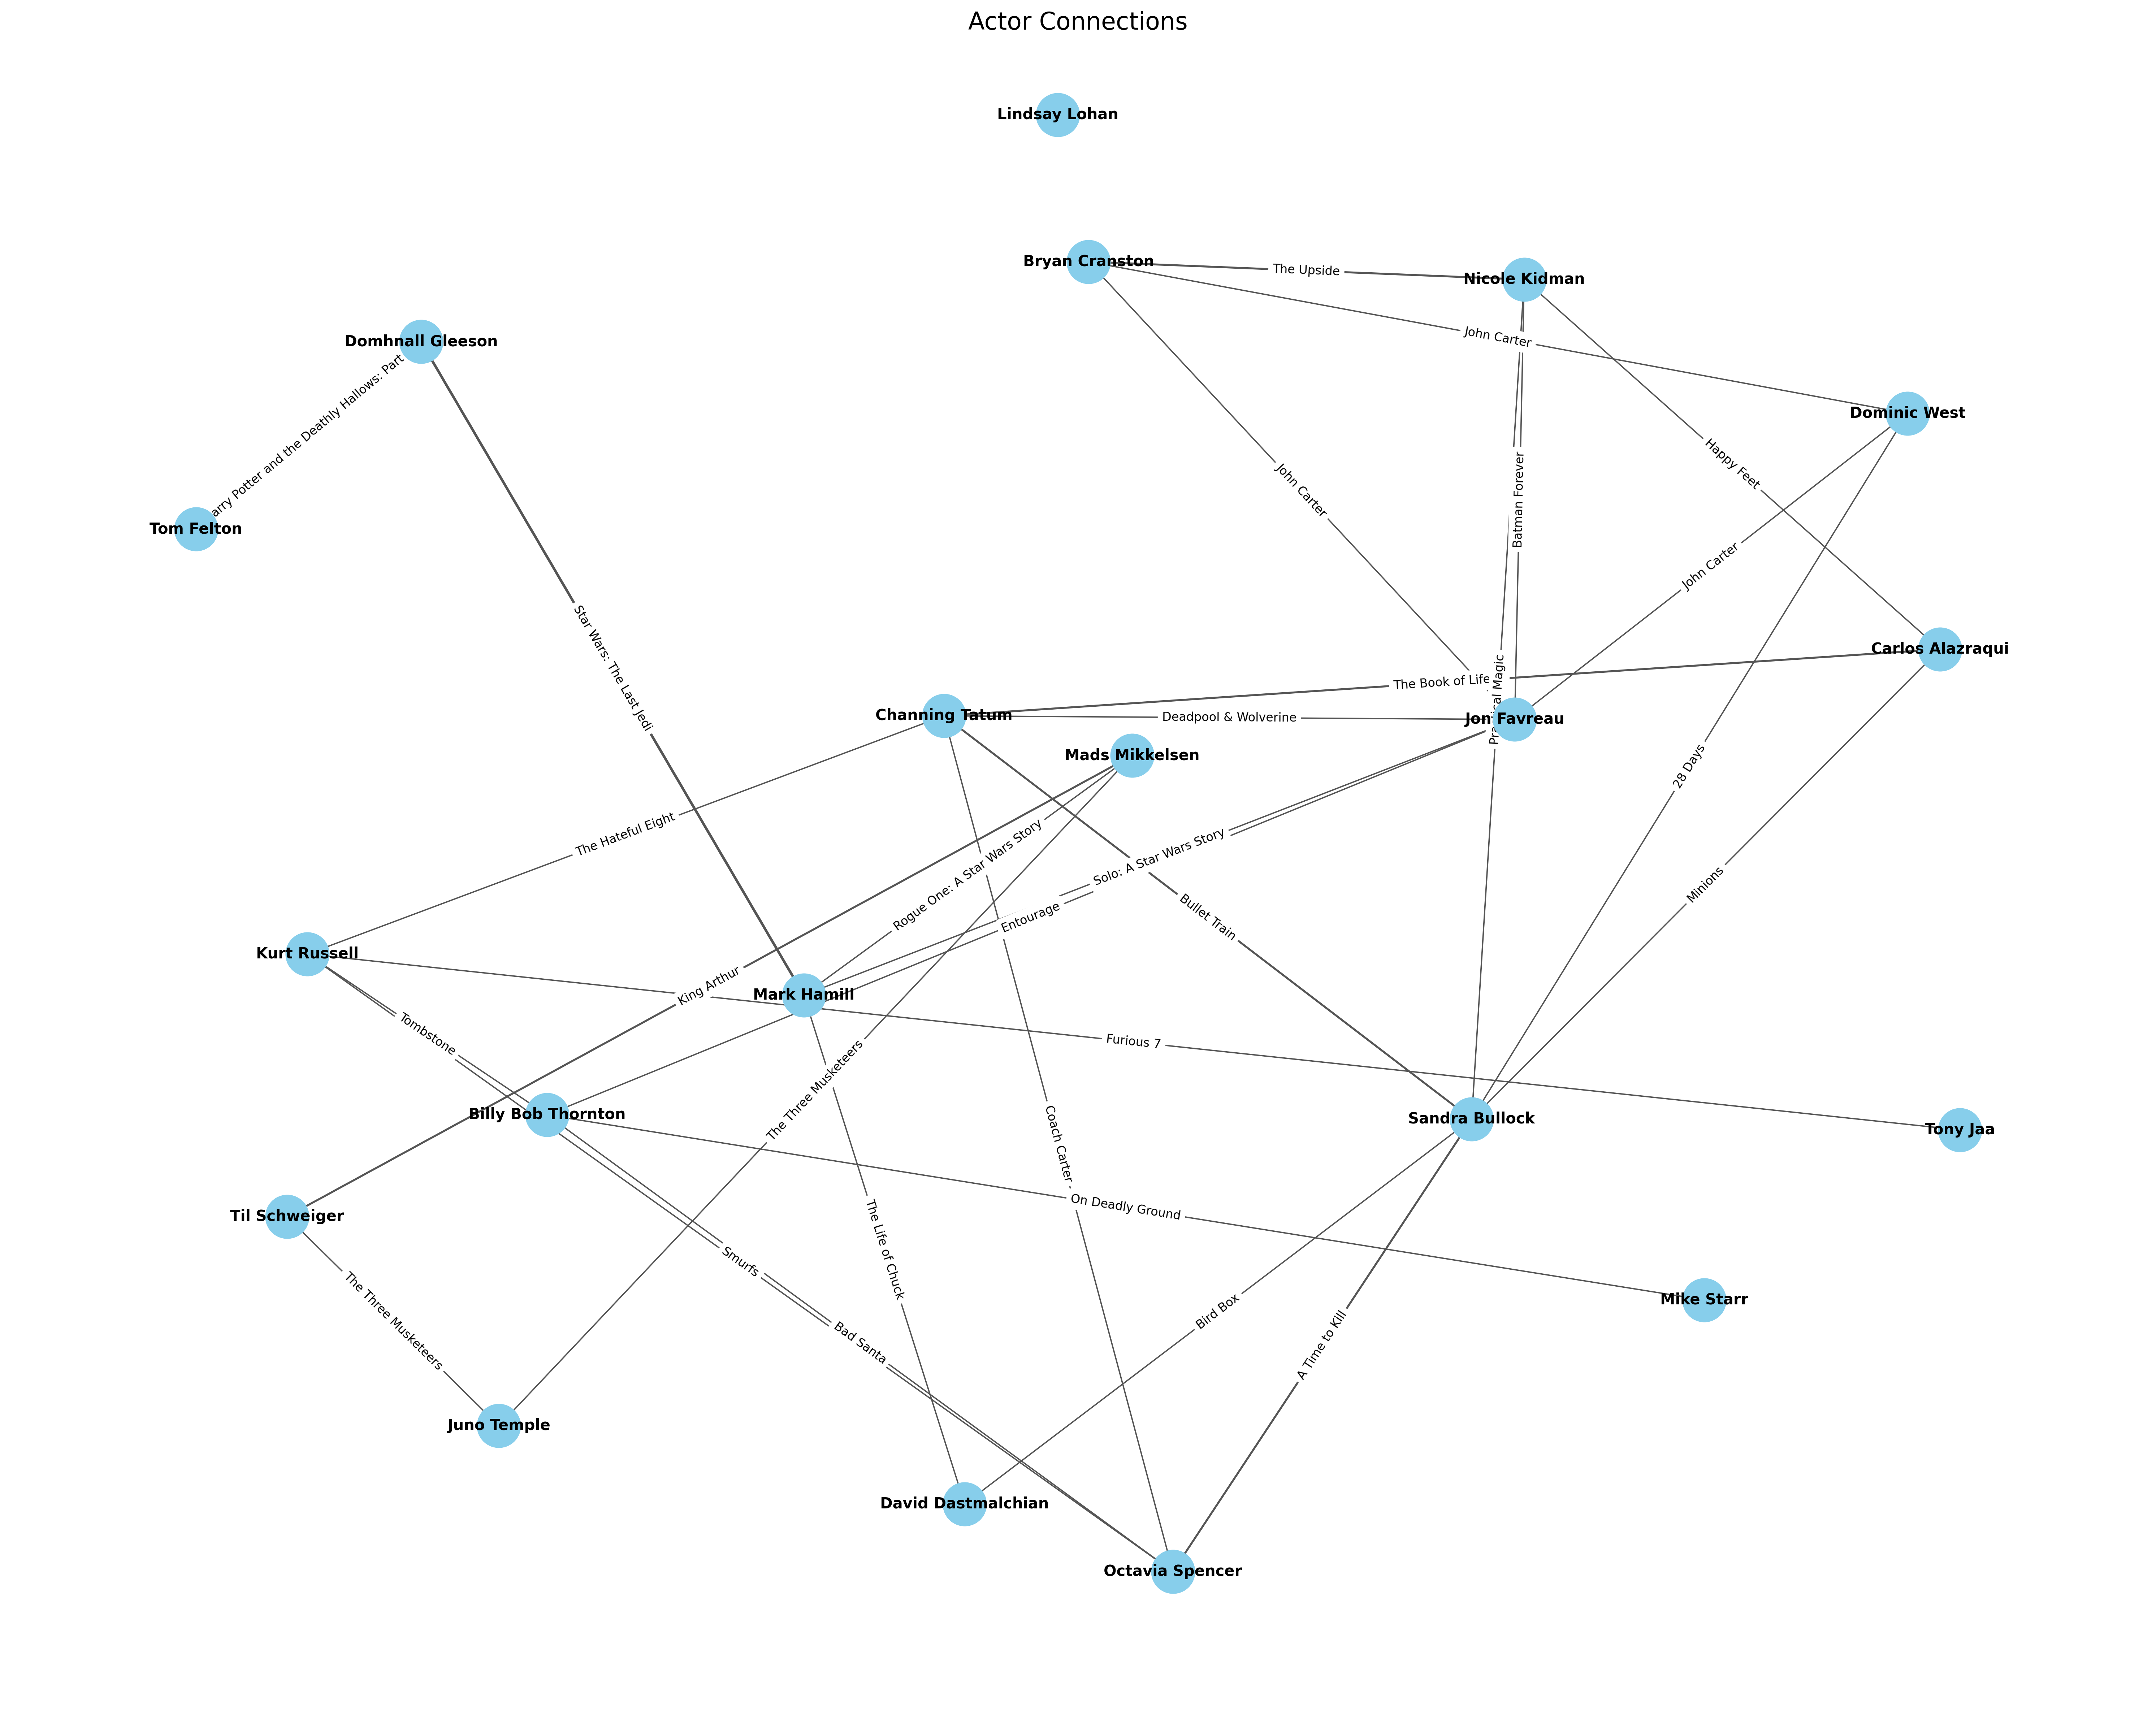 Actor Connections
Lindsay Lohan
Bryan Cranston
The Upside
Nicole Kidman
John Carter
Domhnall Gleeson
Dominic West
arry Potter and the Deathly Hallows: Part
Happy Feet
John Carter
Batman Forever
Tom Felton
John Carter
Star Wars: The Last Jedi
Carlos Alazraqui
The Book of Life
Magic
Channing Tatum
Deadpool & Wolverine
Jon Favreau
Mads Mikkelsen
28 Days
The Hateful Eight
Solo: A Star Wars Story
Rogue One: A Star Wars Story
Minions
Bullet Train
Entourage
Kurt Russell
King Arthur
Mark Hamill
Tombstone
Furious 7
The Three Musketeers
Billy Bob Thornton
Sandra Bullock
Tony Jaa
Coach Carter
On Deadly Ground
Til Schweiger
The Life of Chuck
Smurfs
Mike Starr
Bird Box
The Three Musketeers
Bad Santa
A Time to Kill
Juno Temple
David Dastmalchian
Octavia Spencer